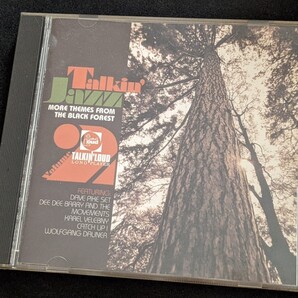 Talkin'
Jazz
MORE THEMES FROM
THE BLACK FOREST
Volume
2
TALKIN' LOUD
FEATURING
DAVE PIKE SET
DEE DEE BARRY AND THE
MOVEMENTS
KAREL VELEBNY
CATCH UP!
WOLFGANG DAUNER